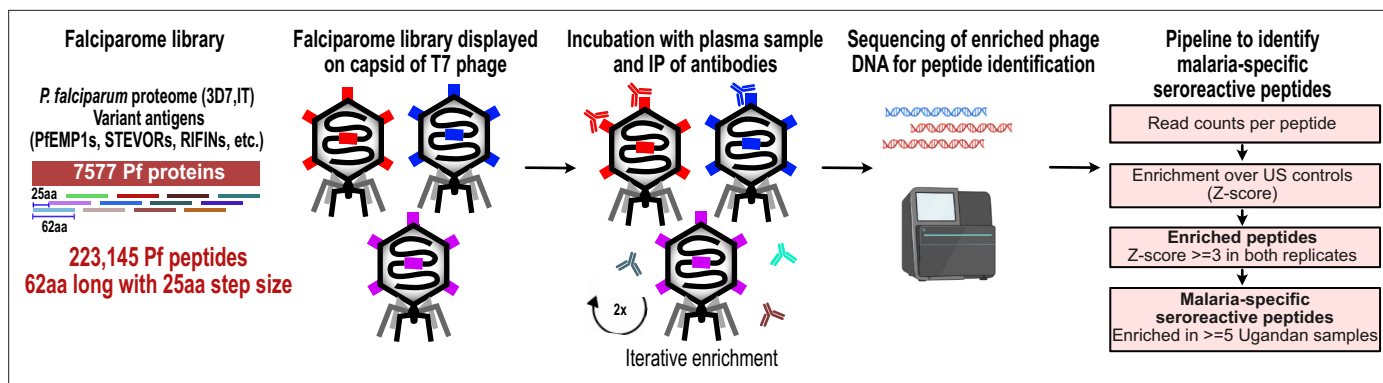 Falciparome library
P. falciparum proteome (3D7,IT)
Variant antigens
(PfEMP1s, STEVORs, RIFINs, etc.)
7577 Pf proteins
25aa
62aa
223,145 Pf peptides
62aa long with 25aa step size
Falciparome library displayed
on capsid of T7 phage
Incubation with plasma sample
and IP of antibodies
2x
Iterative enrichment
Sequencing of enriched phage
DNA for peptide identification
Pipeline to identify
malaria-specific
seroreactive peptides
Read counts per peptide
Enrichment over US controls
(Z-score)
Enriched peptides
Z-score >=3 in both replicates
Malaria-specific
seroreactive peptides
Enriched in >=5 Ugandan samples